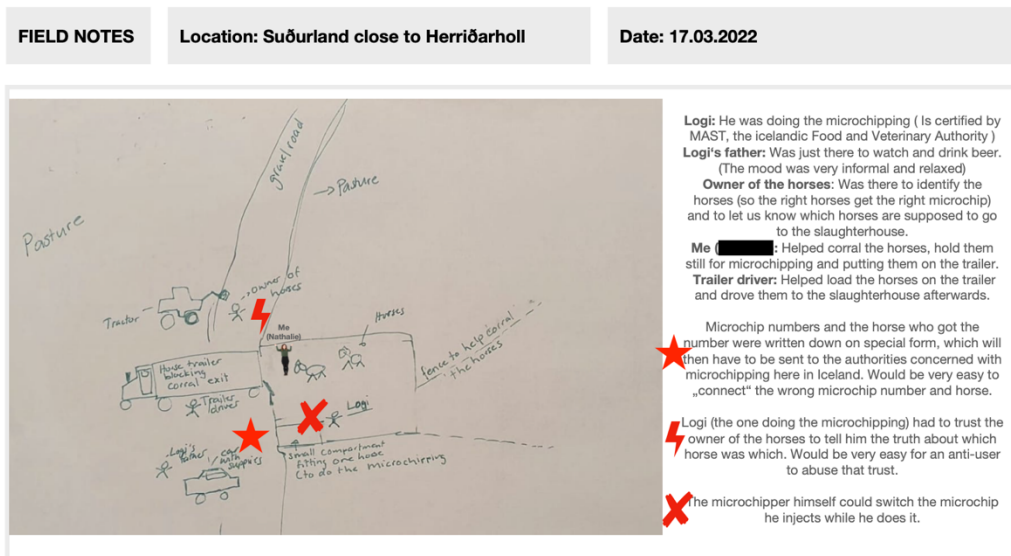 FIELD NOTES
Location: Suðurland close to Herriðarholl
Date: 17.03.2022
gravel road
→ Pasture
Pasture
Tractor
→ owner of
horses
Me
(Nathalie)
Horses
fence to help corral
the horses
Horse trailer
blocking
corral exit
Trailer
driver
Logi
Logi's
father
car
with
supplies
small compartment
fitting one horse
(to do the microchipping
Logi: He was doing the microchipping ( Is certified by
MAST, the icelandic Food and Veterinary Authority )
Logi's father: Was just there to watch and drink beer.
(The mood was very informal and relaxed)
Owner of the horses: Was there to identify the
horses (so the right horses get the right microchip)
and to let us know which horses are supposed to go
to the slaughterhouse.
Me ( : Helped corral the horses, hold them
still for microchipping and putting them on the trailer.
Trailer driver: Helped load the horses on the trailer
and drove them to the slaughterhouse afterwards.
Microchip numbers and the horse who got the
number were written down on special form, which will
then have to be sent to the authorities concerned with
microchipping here in Iceland. Would be very easy to
„connect“ the wrong microchip number and horse.
Logi (the one doing the microchipping) had to trust the
owner of the horses to tell him the truth about which
horse was which. Would be very easy for an anti-user
to abuse that trust.
The microchipper himself could switch the microchip
he injects while he does it.